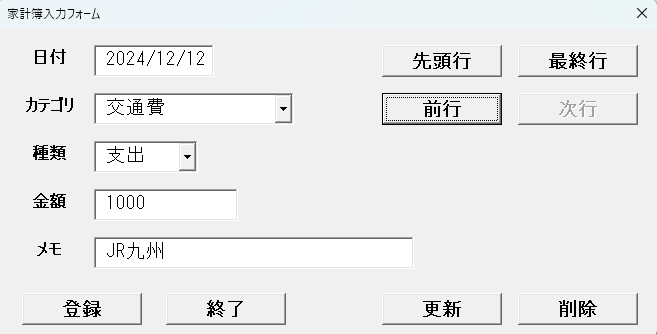 家計簿入力フォーム
日付 2024/12/12 先頭行 最終行
カテゴリ 交通費 前行 次行
種類 支出
金額 1000
メモ JR九州
登録 終了 更新 削除